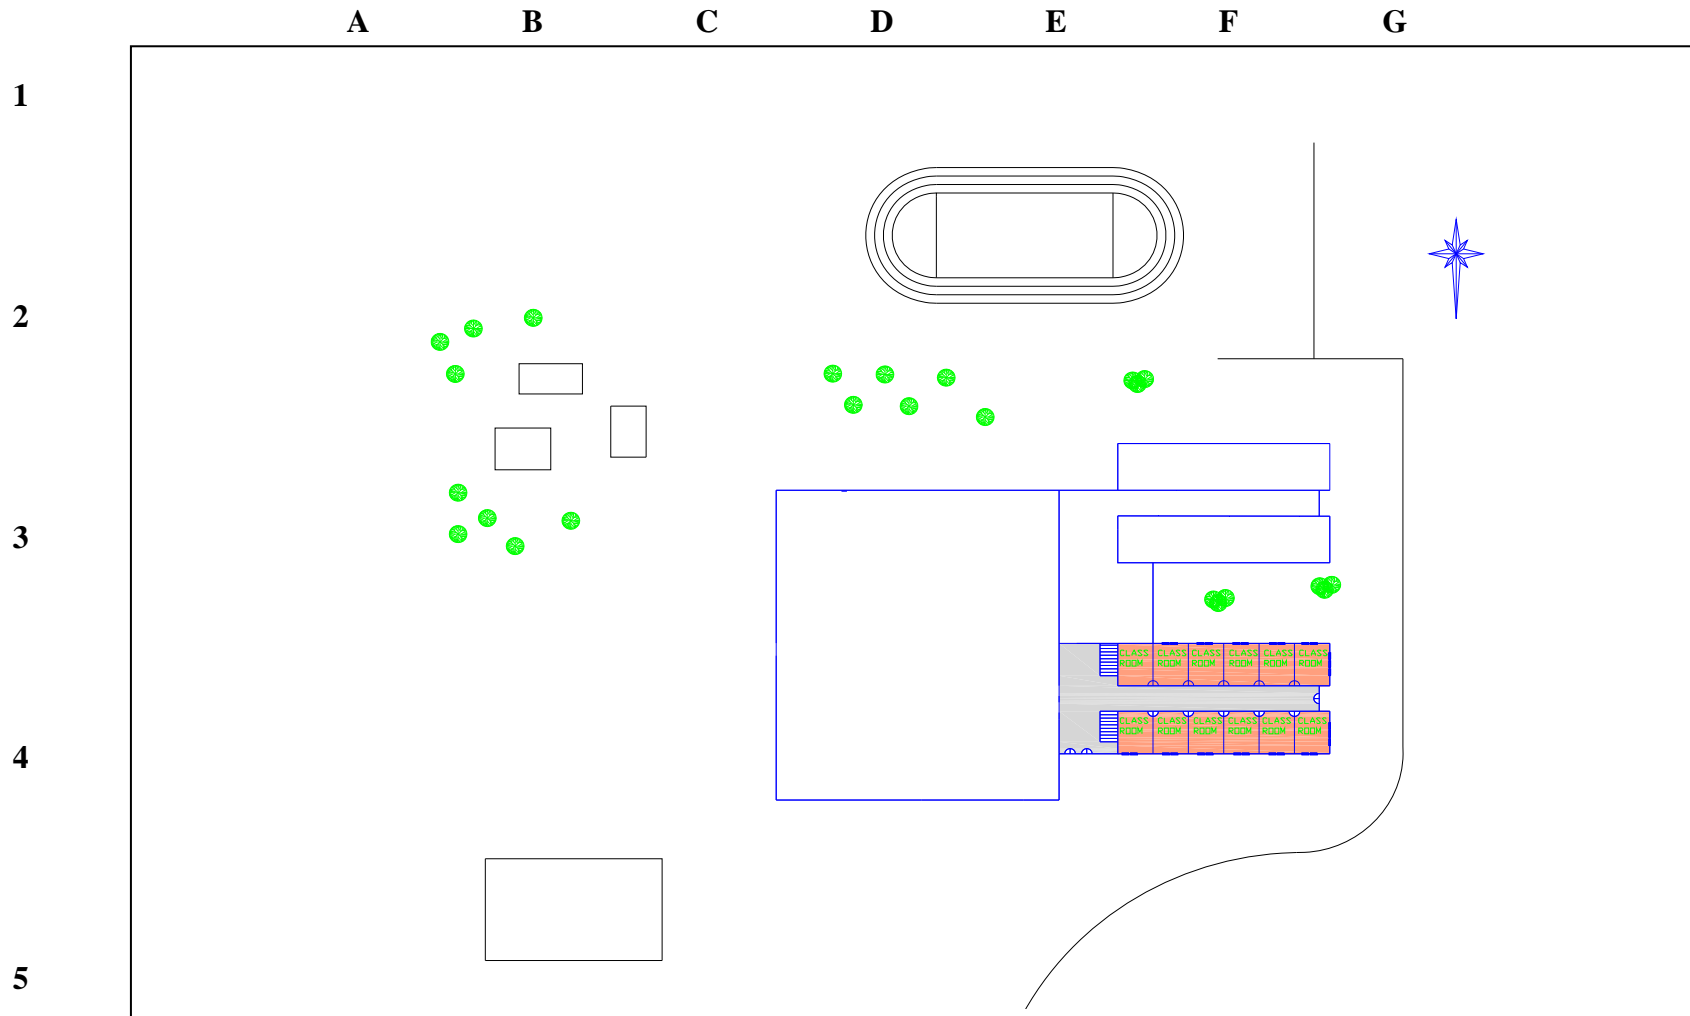 A B C D E F G
1
2
3
CLASS CLASS CLASS CLASS CLASS CLASS
ROOM ROOM ROOM ROOM ROOM ROOM
CLASS CLASS CLASS CLASS CLASS CLASS
ROOM ROOM ROOM ROOM ROOM ROOM
4
5